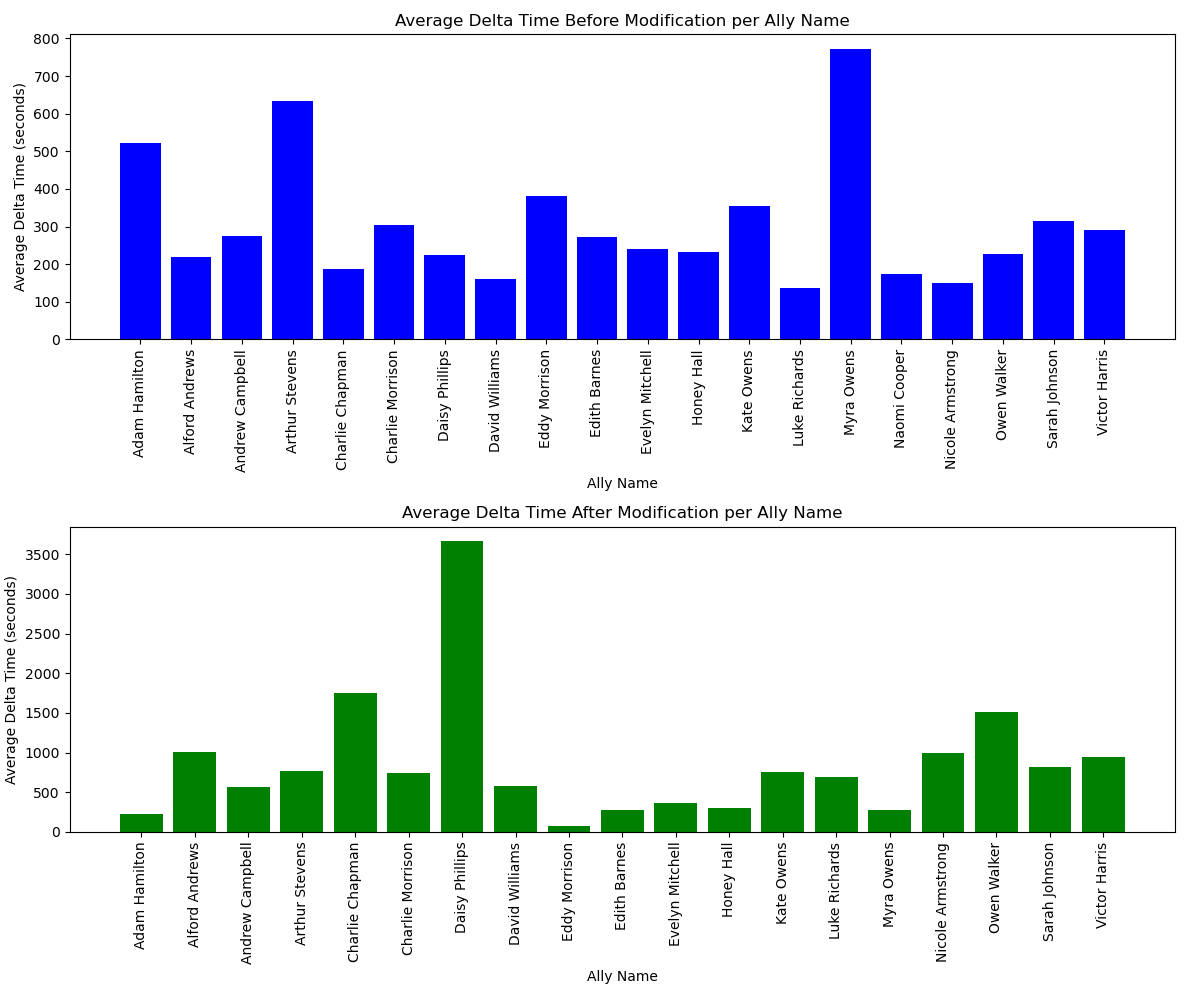 Average Delta Time Before Modification per Ally Name
Average Delta Time (seconds)
800
700
600
500
400
300
200
100
0
Adam Hamilton
Alford Andrews
Andrew Campbell
Arthur Stevens
Charlie Chapman
Charlie Morrison
Daisy Phillips
David Williams
Eddy Morrison
Edith Barnes
Evelyn Mitchell
Honey Hall
Kate Owens
Luke Richards
Myra Owens
Naomi Cooper
Nicole Armstrong
Owen Walker
Sarah Johnson
Victor Harris
Ally Name
Average Delta Time After Modification per Ally Name
Average Delta Time (seconds)
3500
3000
2500
2000
1500
1000
500
0
Adam Hamilton
Alford Andrews
Andrew Campbell
Arthur Stevens
Charlie Chapman
Charlie Morrison
Daisy Phillips
David Williams
Eddy Morrison
Edith Barnes
Evelyn Mitchell
Honey Hall
Kate Owens
Luke Richards
Myra Owens
Nicole Armstrong
Owen Walker
Sarah Johnson
Victor Harris
Ally Name